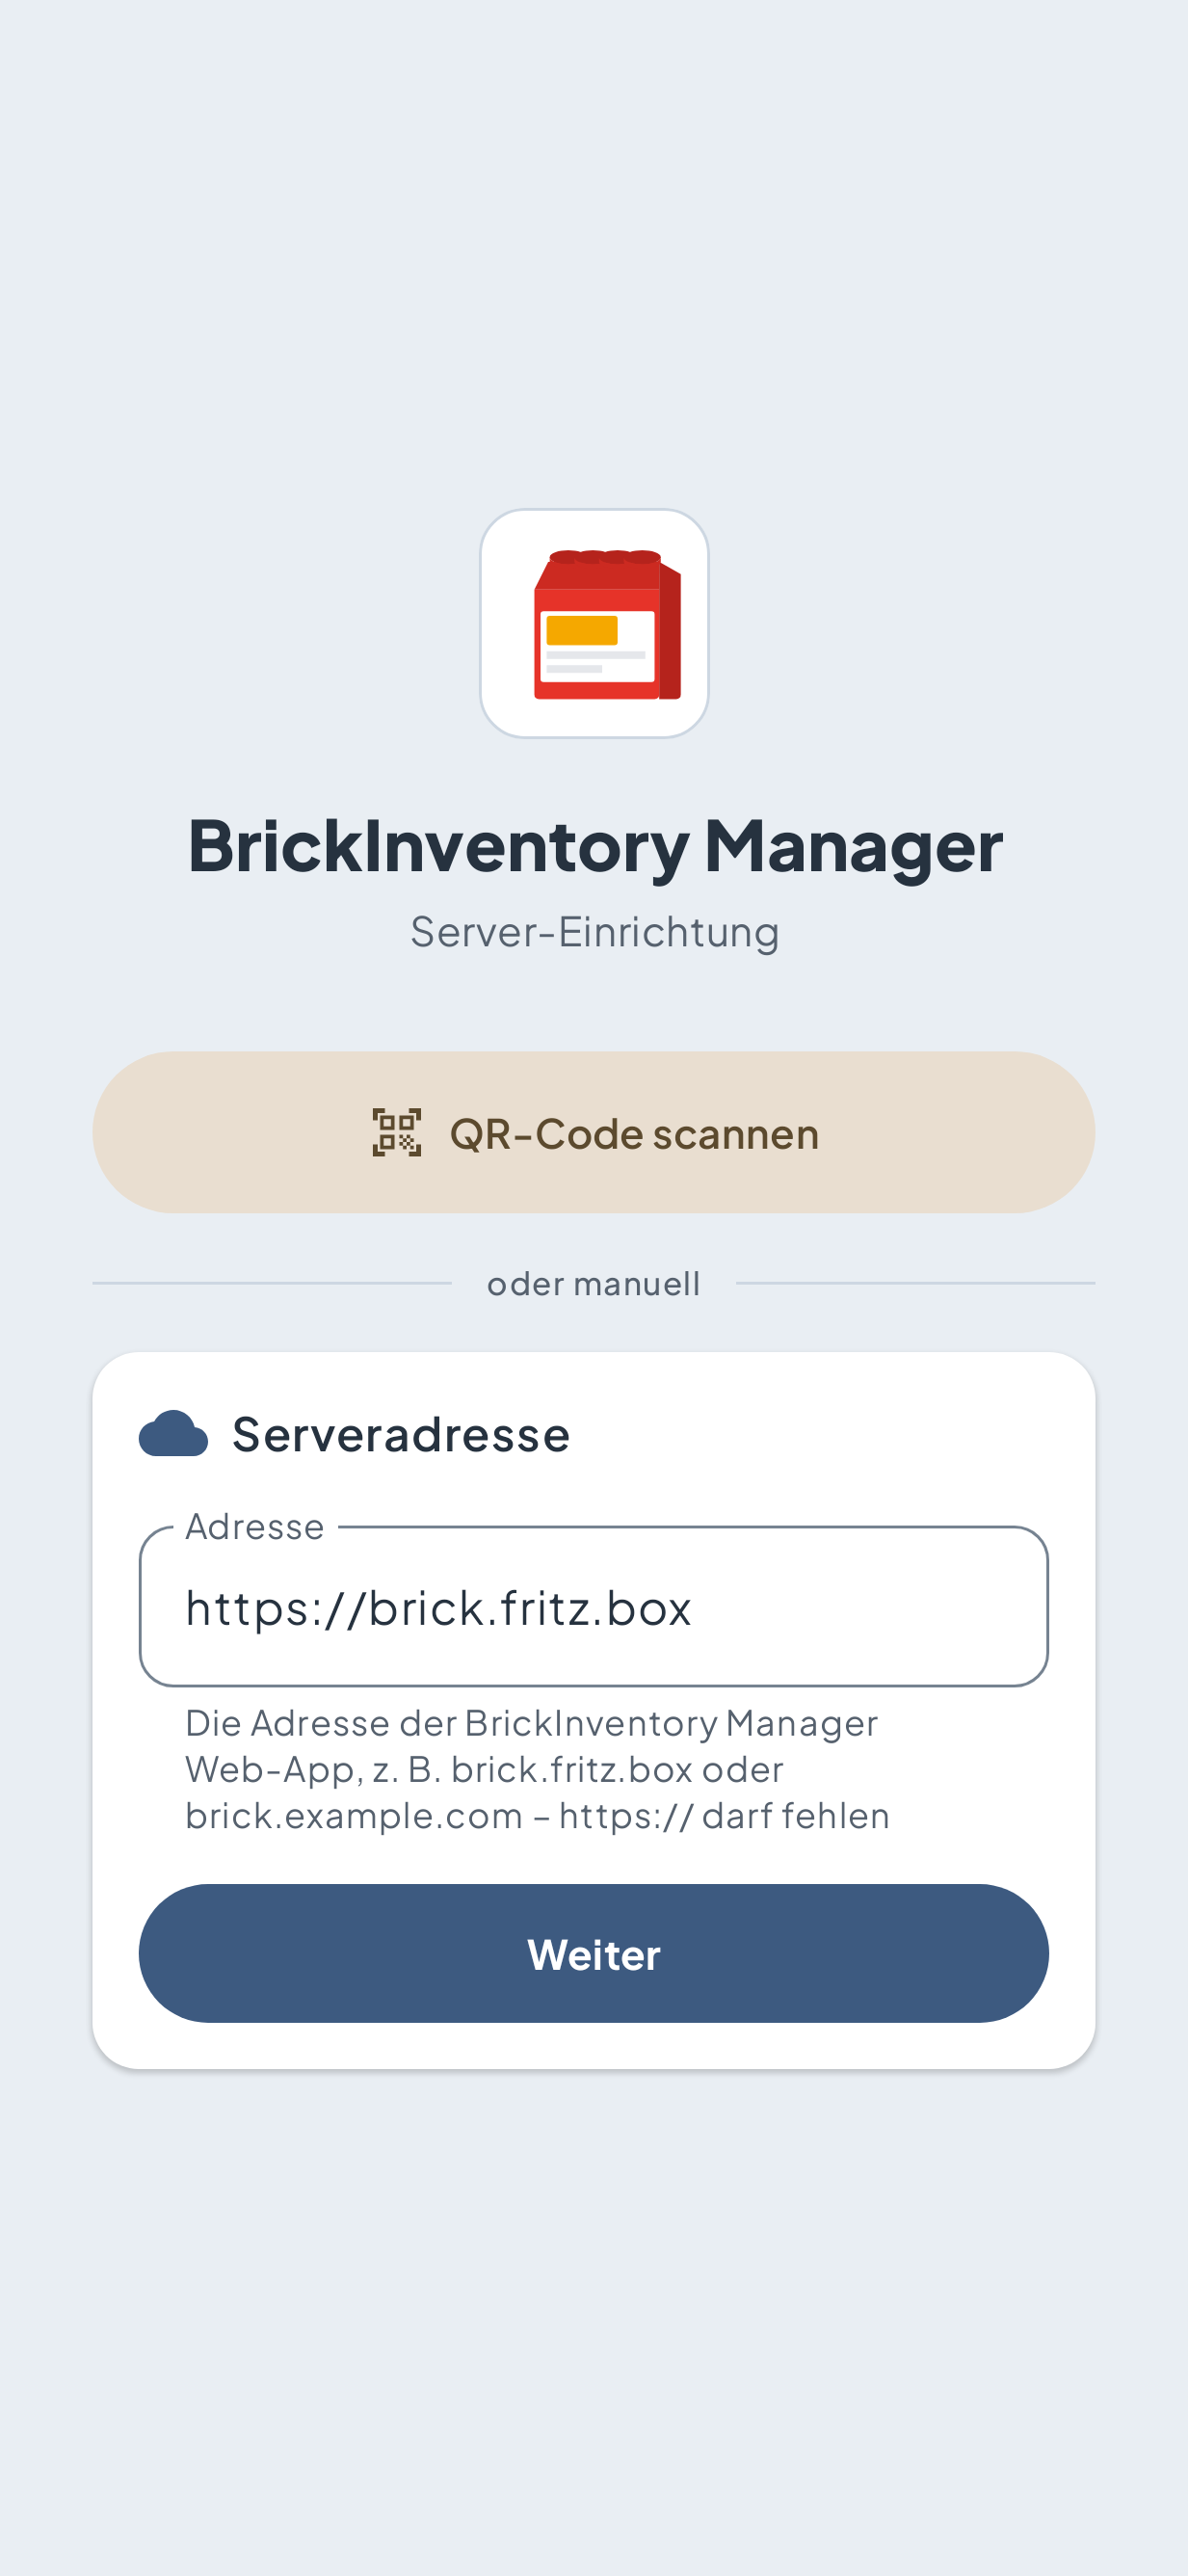 BrickInventory Manager
Server-Einrichtung
QR-Code scannen
oder manuell
Serveradresse
Adresse
https://brick.fritz.box
Die Adresse der BrickInventory Manager
Web-App, z. B. brick.fritz.box oder
brick.example.com – https:// darf fehlen
Weiter